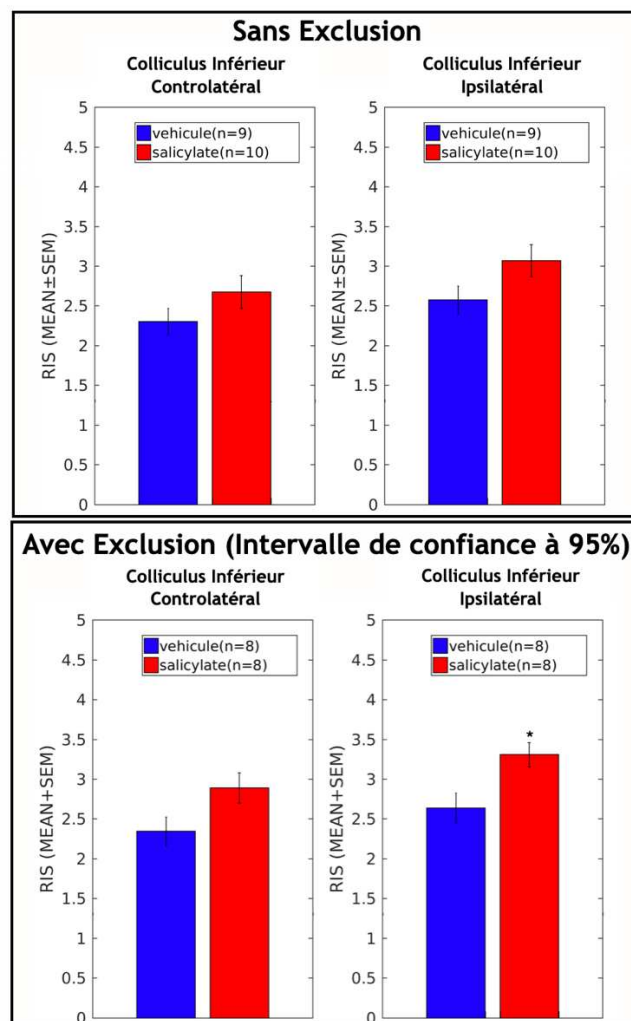 Sans Exclusion
Colliculus Inférieur
Controlatéral
5
4.5
4
3.5
3
2.5
2
1.5
1
0.5
0
RIS (MEAN±SEM)
vehicule(n=9)
salicylate(n=10)
Colliculus Inférieur
Ipsilatéral
5
4.5
4
3.5
3
2.5
2
1.5
1
0.5
0
RIS (MEAN±SEM)
vehicule(n=9)
salicylate(n=10)
Avec Exclusion (Intervalle de confiance à 95%)
Colliculus Inférieur
Controlatéral
5
4.5
4
3.5
3
2.5
2
1.5
1
0.5
0
RIS (MEAN+SEM)
vehicule(n=8)
salicylate(n=8)
Colliculus Inférieur
Ipsilatéral
5
4.5
4
3.5
3
2.5
2
1.5
1
0.5
0
RIS (MEAN+SEM)
vehicule(n=8)
salicylate(n=8)
*